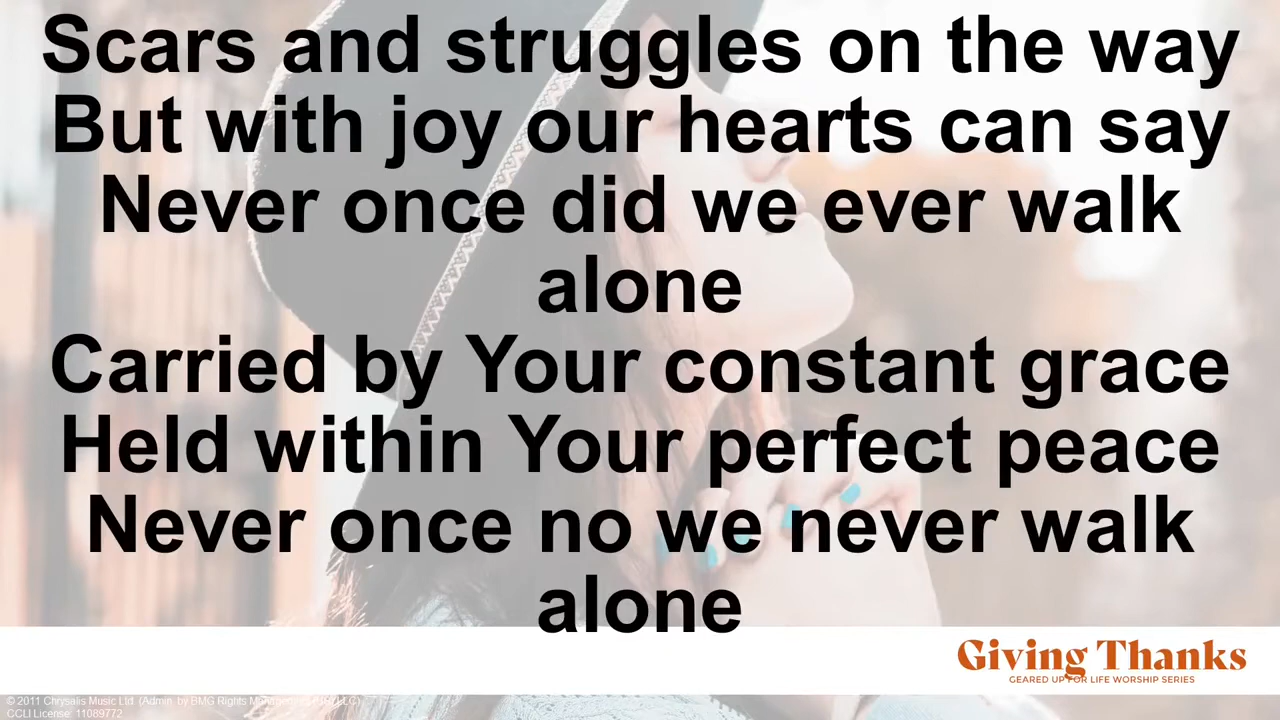 Scars and struggles on the way
But with joy our hearts can say
Never once did we ever walk
alone
Carried by Your constant grace
Held within Your perfect peace
Never once no we never walk
alone
Giving Thanks
GEARED UP FOR LIFE WORSHIP SERIES
© 2011 Chrysalis Music Ltd. (Admin. by BMG Rights Management (US) LLC)
CCLI License: 11089772